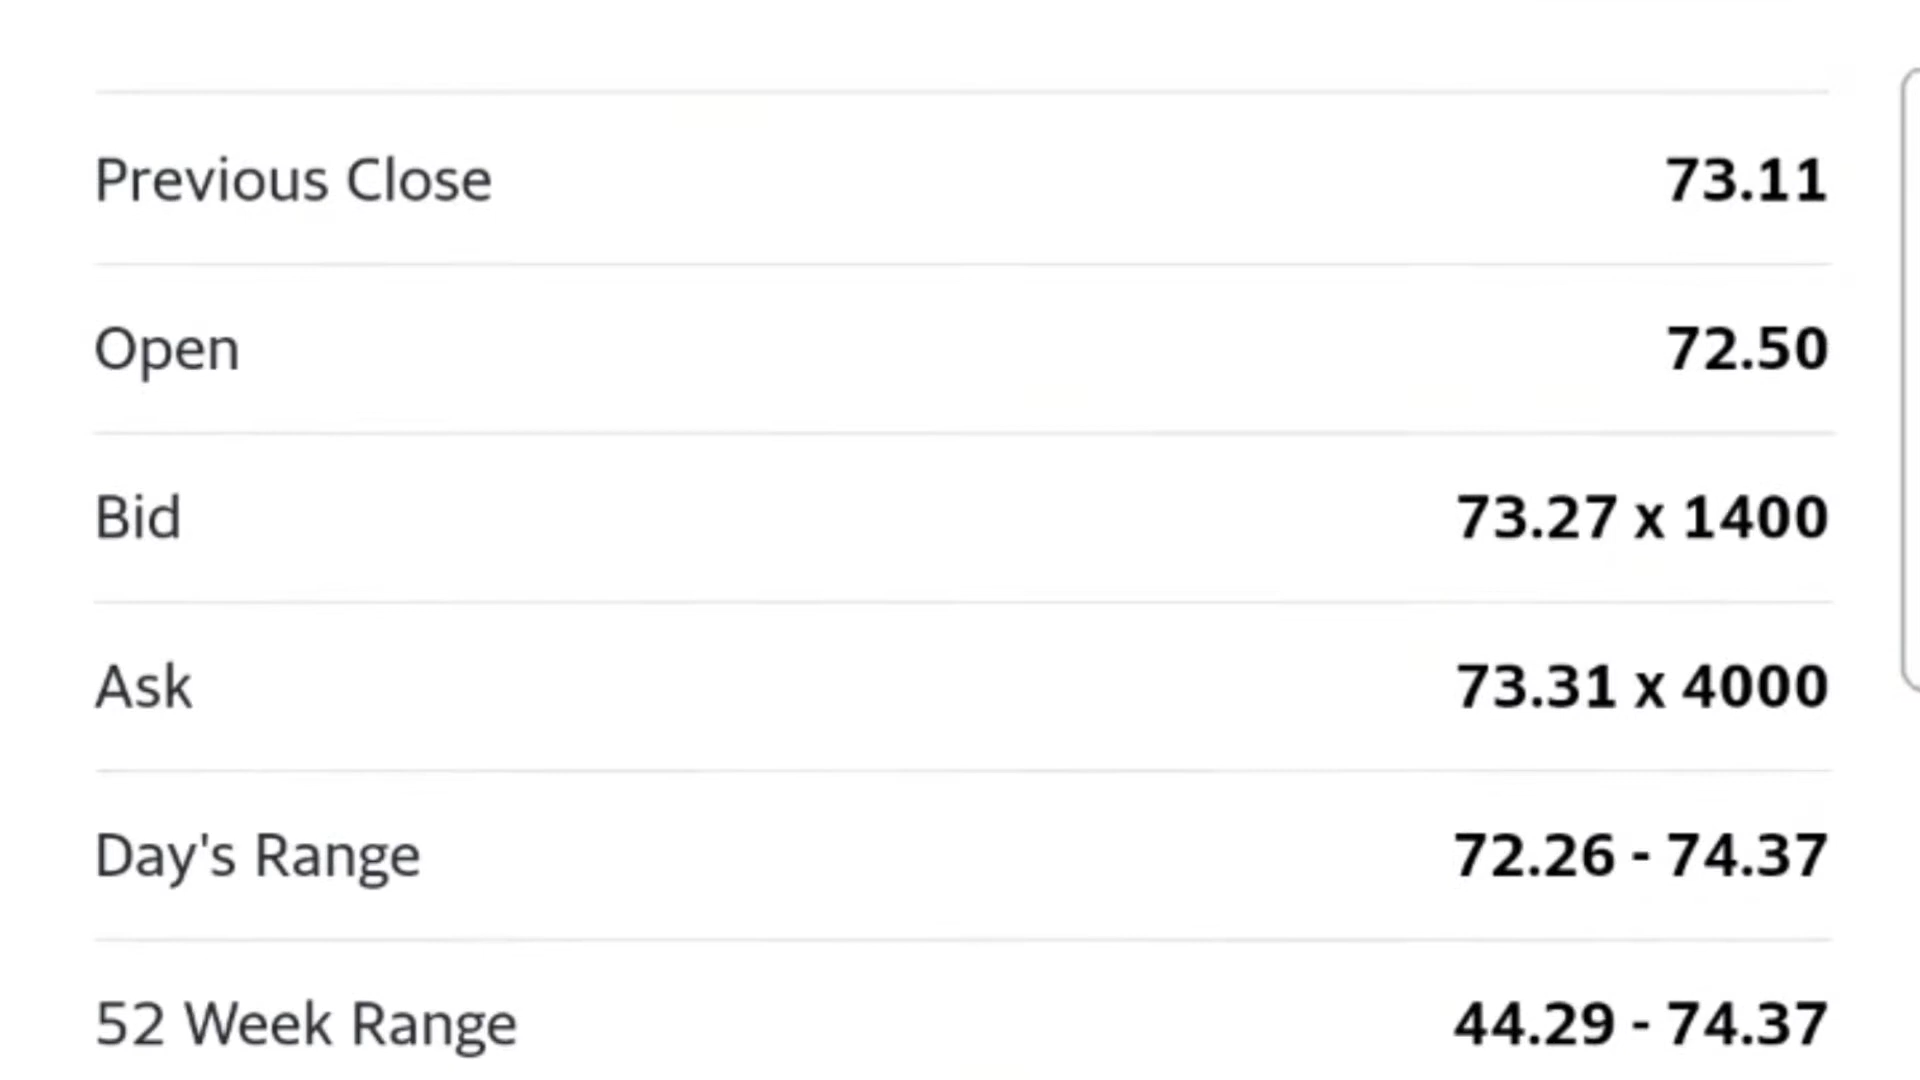 Previous Close 73.11
Open 72.50
Bid 73.27 x 1400
Ask 73.31 x 4000
Day's Range 72.26 - 74.37
52 Week Range 44.29 - 74.37